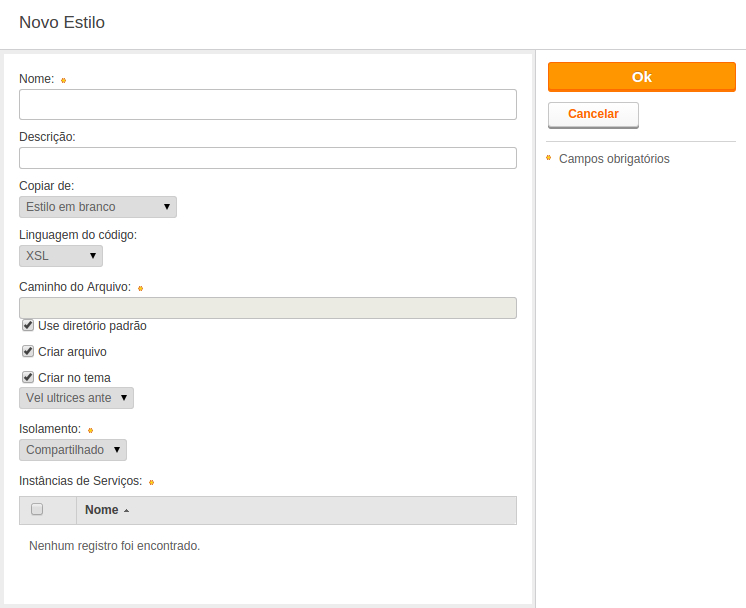 Novo Estilo
Nome:
Descrição:
Copiar de:
Estilo em branco
Linguagem do código:
XSL
Caminho do Arquivo:
Use diretório padrão
Criar arquivo
Criar no tema
Vel ultrices ante
Isolamento:
Compartilhado
Instâncias de Serviços:
Nome
Nenhum registro foi encontrado.
Ok
Cancelar
Campos obrigatórios